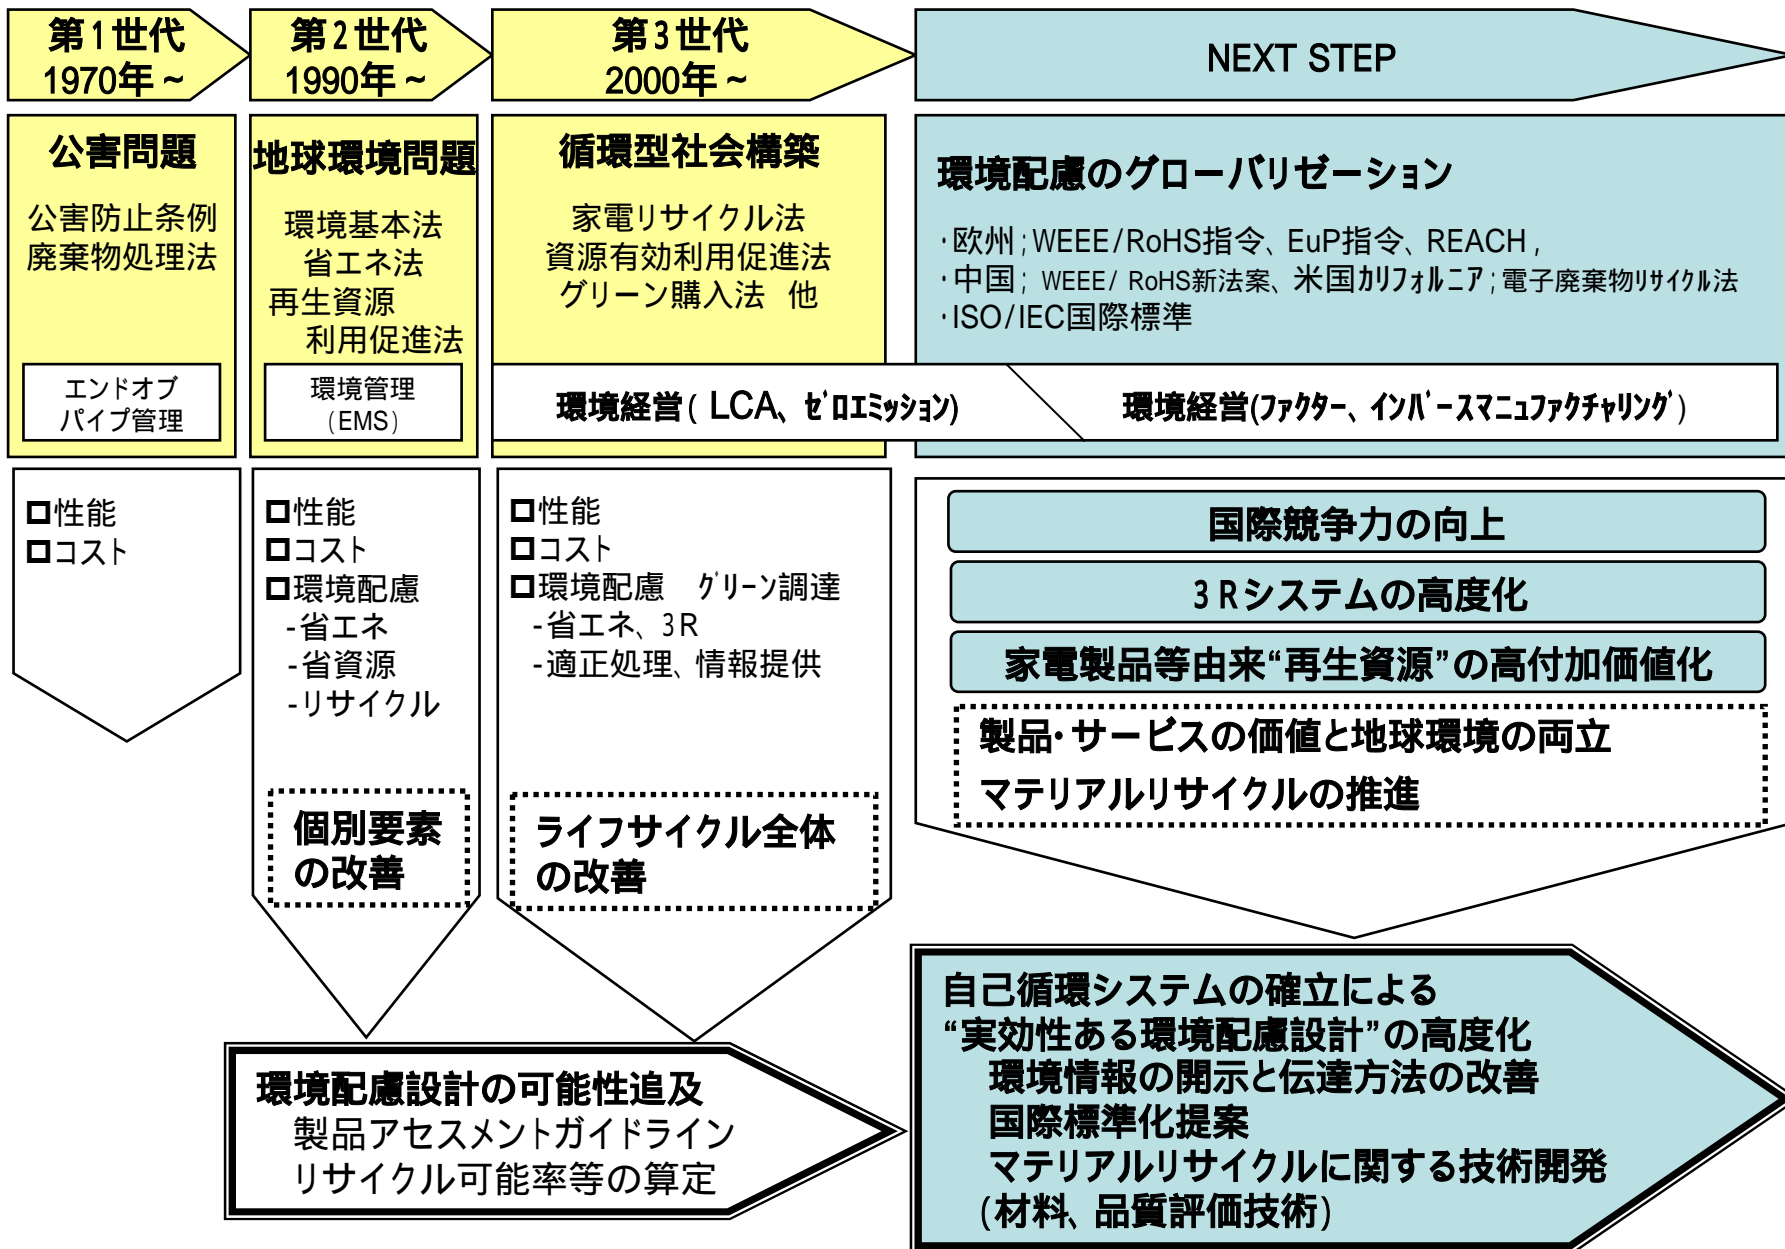 第1世代
1970年~
第2世代
1990年~
第3世代
2000年~
NEXT STEP
公害問題
公害防止条例
廃棄物処理法
エンドオブ
パイプ管理
地球環境問題
環境基本法
省エネ法
再生資源
利用促進法
環境管理
(EMS)
循環型社会構築
家電リサイクル法
資源有効利用促進法
グリーン購入法 他
環境配慮のグローバリゼーション
・欧州;WEEE/RoHS指令、EuP指令、REACH,
・中国; WEEE/ RoHS新法案、米国カリフォルニア;電子廃棄物リサイクル法
・ISO/IEC国際標準
環境経営( LCA、ゼロエミッション)
環境経営(ファクター、インバースマニュファクチャリング)
□性能
□コスト
□性能
□コスト
□環境配慮
-省エネ
-省資源
-リサイクル
個別要素
の改善
□性能
□コスト
□環境配慮 グリーン調達
-省エネ、3R
-適正処理、情報提供
ライフサイクル全体
の改善
国際競争力の向上
3Rシステムの高度化
家電製品等由来“再生資源”の高付加価値化
製品・サービスの価値と地球環境の両立
マテリアルリサイクルの推進
環境配慮設計の可能性追及
製品アセスメントガイドライン
リサイクル可能率等の算定
自己循環システムの確立による
“実効性ある環境配慮設計”の高度化
環境情報の開示と伝達方法の改善
国際標準化提案
マテリアルリサイクルに関する技術開発
(材料、品質評価技術)